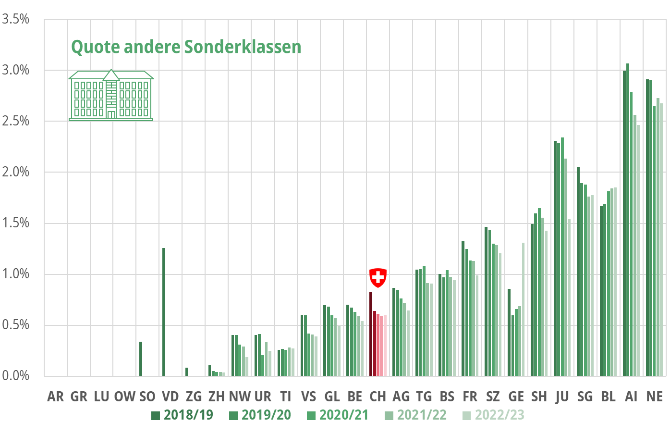 3.5%
Quote andere Sonderklassen
3.0%
2.5%
2.0%
1.5%
1.0%
0.5%
0.0%
AR GR LU OW SO VD ZG ZH NW UR TI VS GL BE CH AG TG BS FR SZ GE SH JU SG BL AI NE
2018/19 2019/20 2020/21 2021/22 2022/23